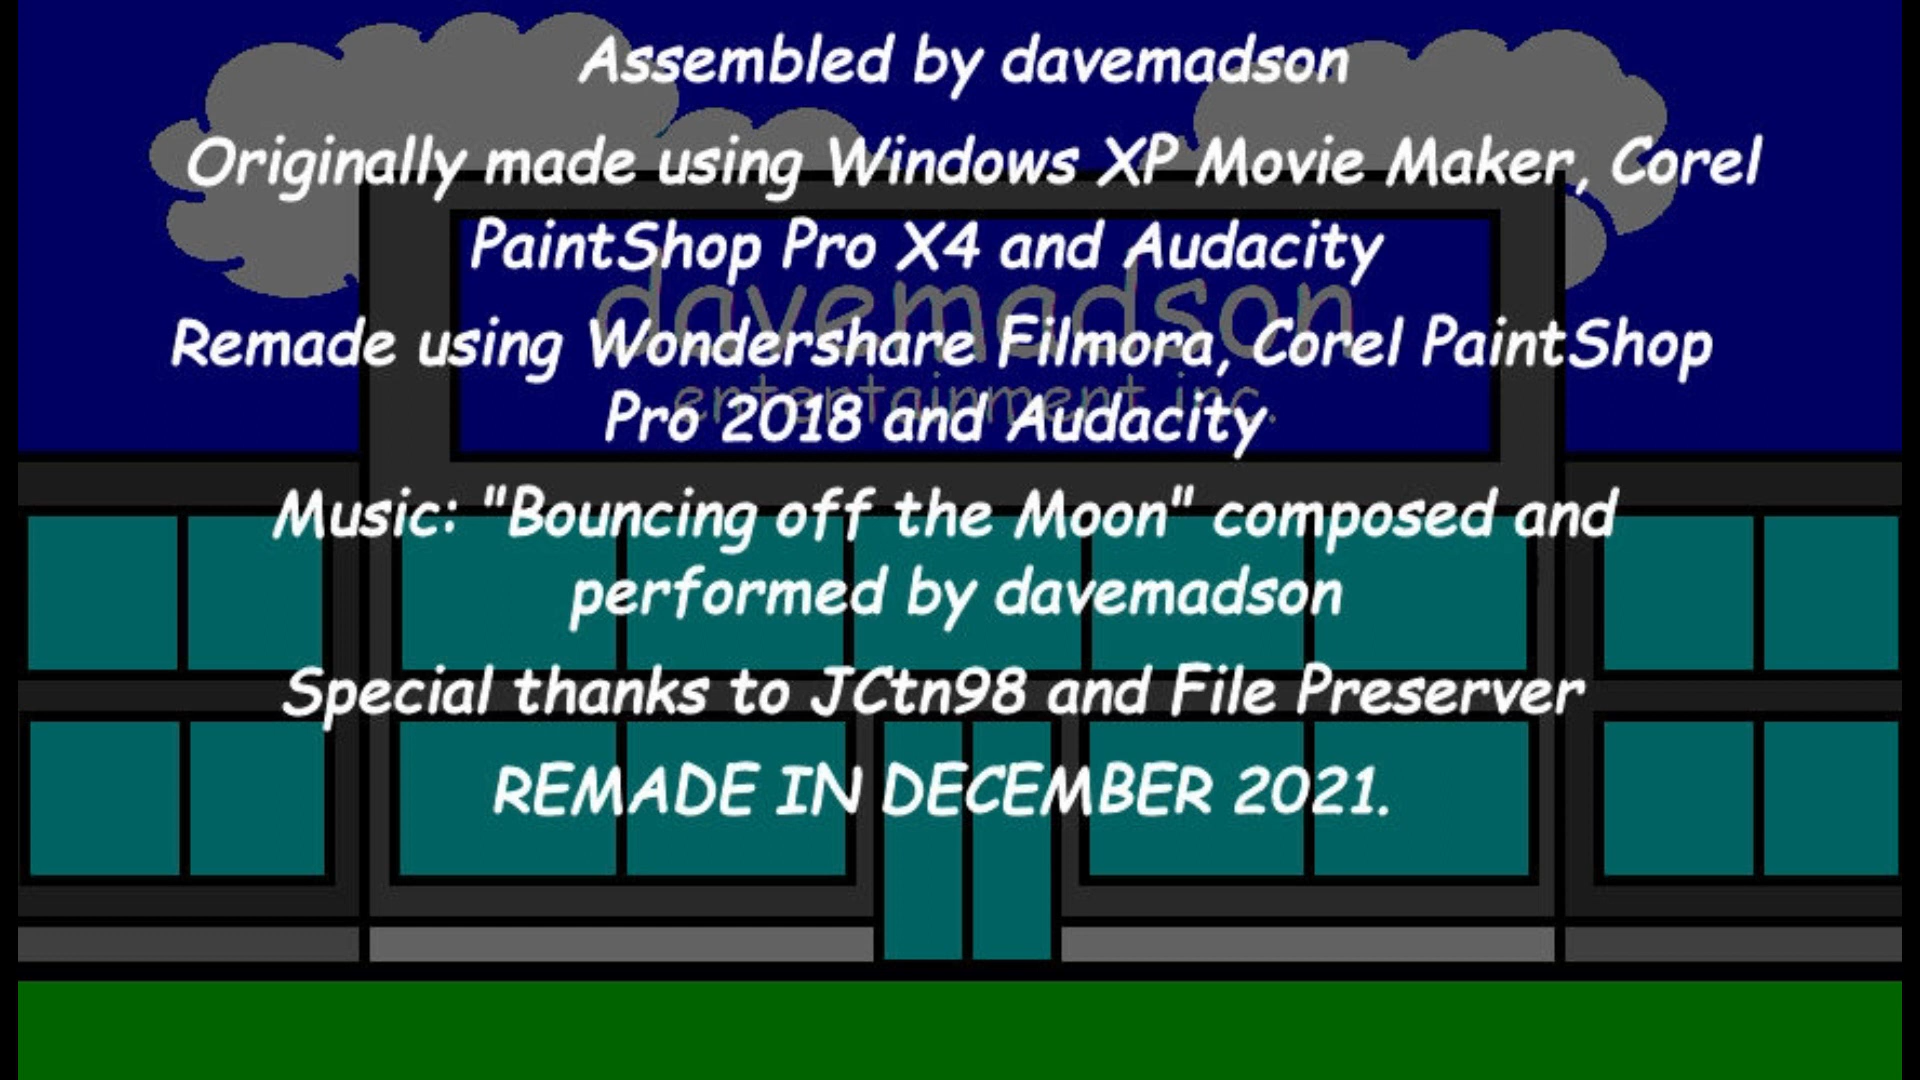 Assembled by davemadson
Originally made using Windows XP Movie Maker, Corel
PaintShop Pro X4 and Audacity
davemadson
Remade using Wondershare Filmora, Corel PaintShop
entertainment inc.
Pro 2018 and Audacity
Music: "Bouncing off the Moon" composed and
performed by davemadson
Special thanks to JCtn98 and File Preserver
REMADE IN DECEMBER 2021.